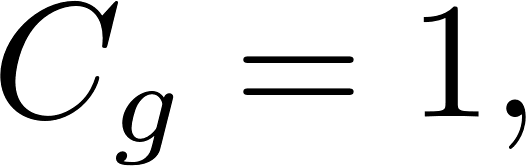 C_g = 1,